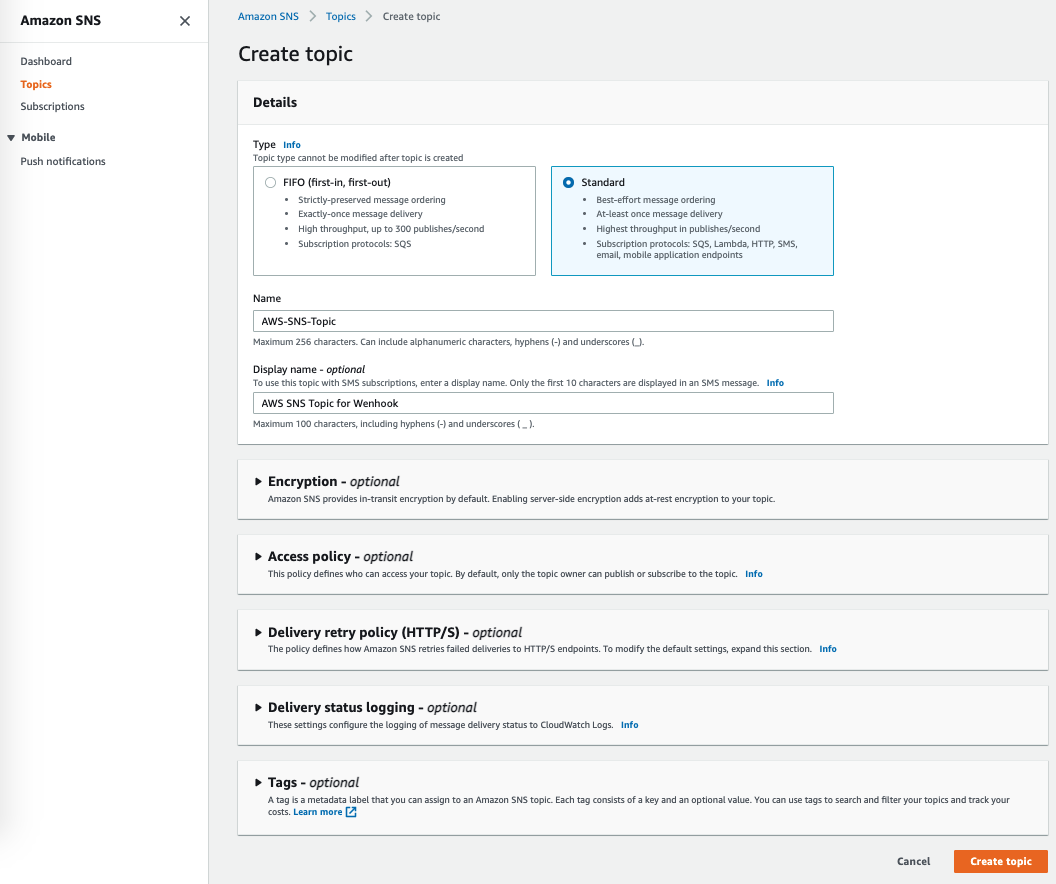 Amazon SNS
Dashboard
Topics
Subscriptions
Mobile
Push notifications
Amazon SNS > Topics > Create topic
Create topic
Details
Type Info
Topic type cannot be modified after topic is created
FIFO (first-in, first-out)
• Strictly-preserved message ordering
• Exactly-once message delivery
• High throughput, up to 300 publishes/second
• Subscription protocols: SQS
Standard
• Best-effort message ordering
• At-least once message delivery
• Highest throughput in publishes/second
• Subscription protocols: SQS, Lambda, HTTP, SMS,
email, mobile application endpoints
Name
AWS-SNS-Topic
Maximum 256 characters. Can include alphanumeric characters, hyphens (-) and underscores (_).
Display name - optional
To use this topic with SMS subscriptions, enter a display name. Only the first 10 characters are displayed in an SMS message. Info
AWS SNS Topic for Wenhook
Maximum 100 characters, including hyphens (-) and underscores ( _ ).
Encryption - optional
Amazon SNS provides in-transit encryption by default. Enabling server-side encryption adds at-rest encryption to your topic.
Access policy - optional
This policy defines who can access your topic. By default, only the topic owner can publish or subscribe to the topic. Info
Delivery retry policy (HTTP/S) - optional
The policy defines how Amazon SNS retries failed deliveries to HTTP/S endpoints. To modify the default settings, expand this section. Info
Delivery status logging - optional
These settings configure the logging of message delivery status to CloudWatch Logs. Info
Tags - optional
A tag is a metadata label that you can assign to an Amazon SNS topic. Each tag consists of a key and an optional value. You can use tags to search and filter your topics and track your
costs. Learn more
Cancel
Create topic